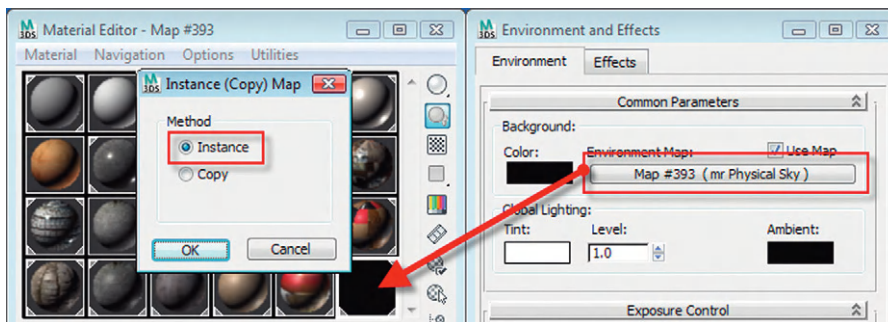 M
3DS
Material Editor - Map #393
Material Navigation Options Utilities
M
3DS
Instance (Copy) Map
Method
Instance
Copy
OK Cancel
M
3DS
Environment and Effects
Environment Effects
Common Parameters
Background:
Color: Environment Map: Use Map
Map #393 ( mr Physical Sky )
Global Lighting:
Tint: Level: Ambient:
1.0
Exposure Control